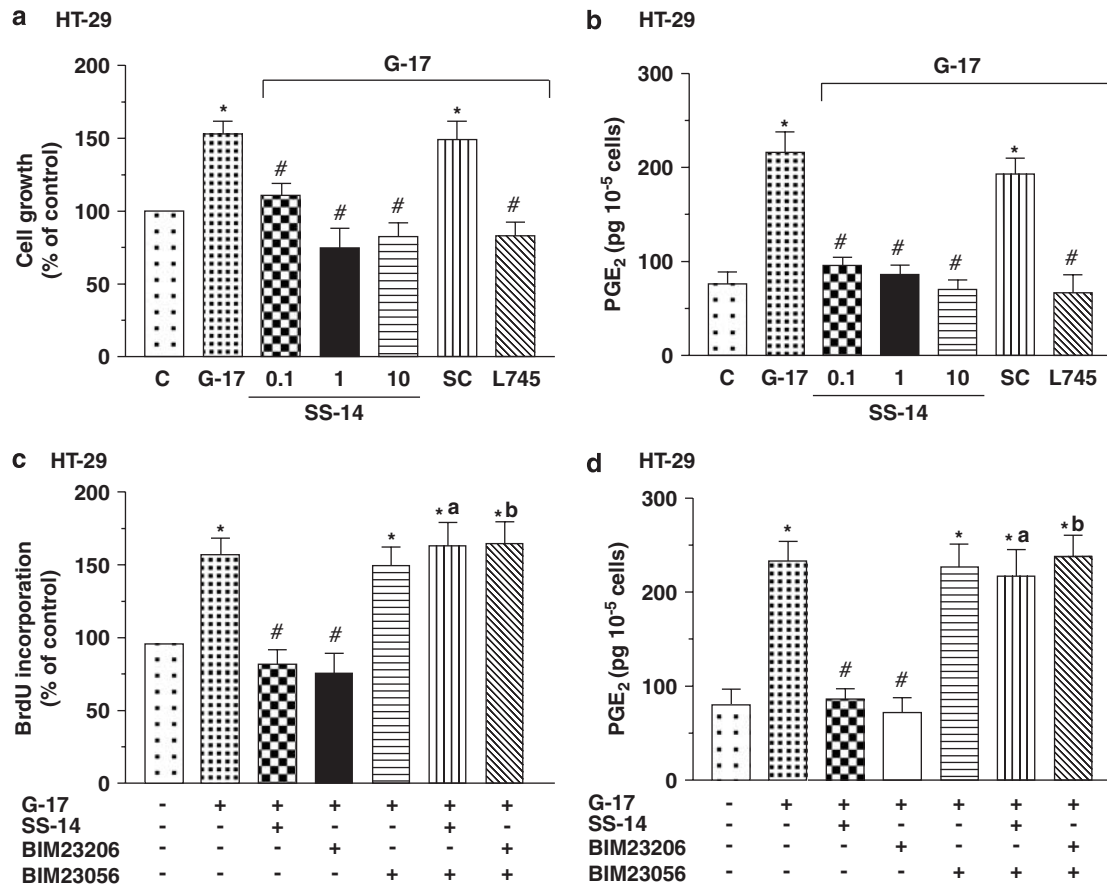 a HT-29
G-17
Cell growth
(% of control)
200
150
100
50
0
*
#
#
#
*
#
C G-17 0.1 1 10 SC L745
SS-14
b HT-29
G-17
PGE2 (pg 10-5 cells)
300
200
100
0
*
#
#
#
*
#
C G-17 0.1 1 10 SC L745
SS-14
c HT-29
BrdU incorporation
(% of control)
200
150
100
50
0
*
#
#
*
* a
* b
G-17 - + + + + + +
SS-14 - - + - - + -
BIM23206 - - - + - - +
BIM23056 - - - - + + +
d HT-29
PGE2 (pg 10-5 cells)
300
200
100
0
*
#
#
*
* a
* b
G-17 - + + + + + +
SS-14 - - + - - + -
BIM23206 - - - + - - +
BIM23056 - - - - + + +